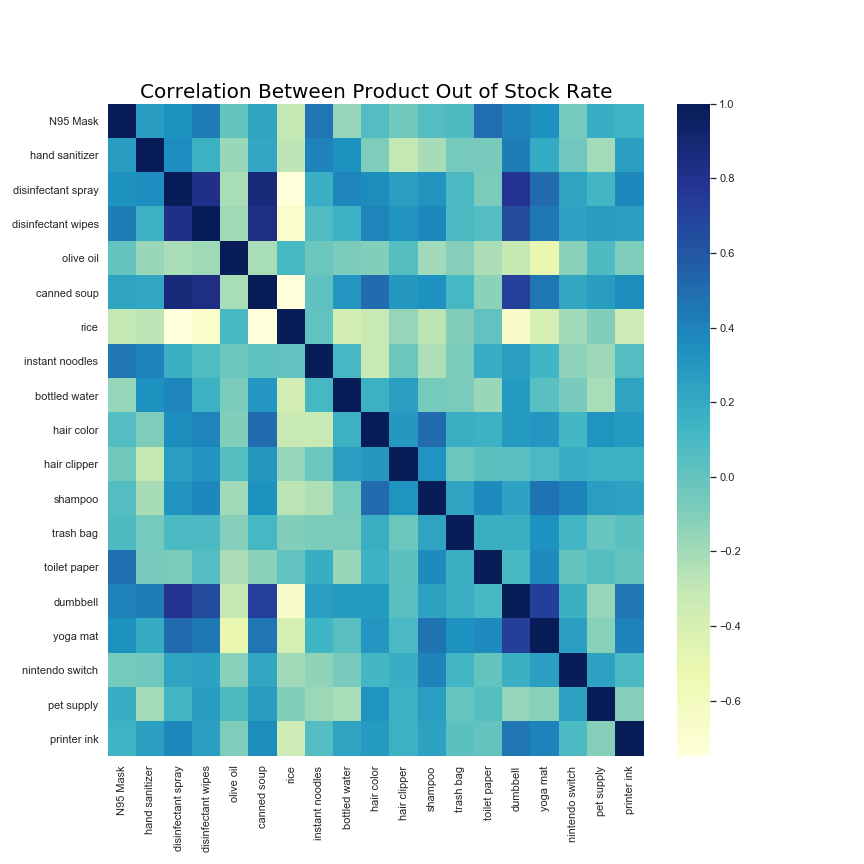 Correlation Between Product Out of Stock Rate
N95 Mask
hand sanitizer
disinfectant spray
disinfectant wipes
olive oil
canned soup
rice
instant noodles
bottled water
hair color
hair clipper
shampoo
trash bag
toilet paper
dumbbell
yoga mat
nintendo switch
pet supply
printer ink
N95 Mask
hand sanitizer
disinfectant spray
disinfectant wipes
olive oil
canned soup
rice
instant noodles
bottled water
hair color
hair clipper
shampoo
trash bag
toilet paper
dumbbell
yoga mat
nintendo switch
pet supply
printer ink
1.0
0.8
0.6
0.4
0.2
0.0
−0.2
−0.4
−0.6